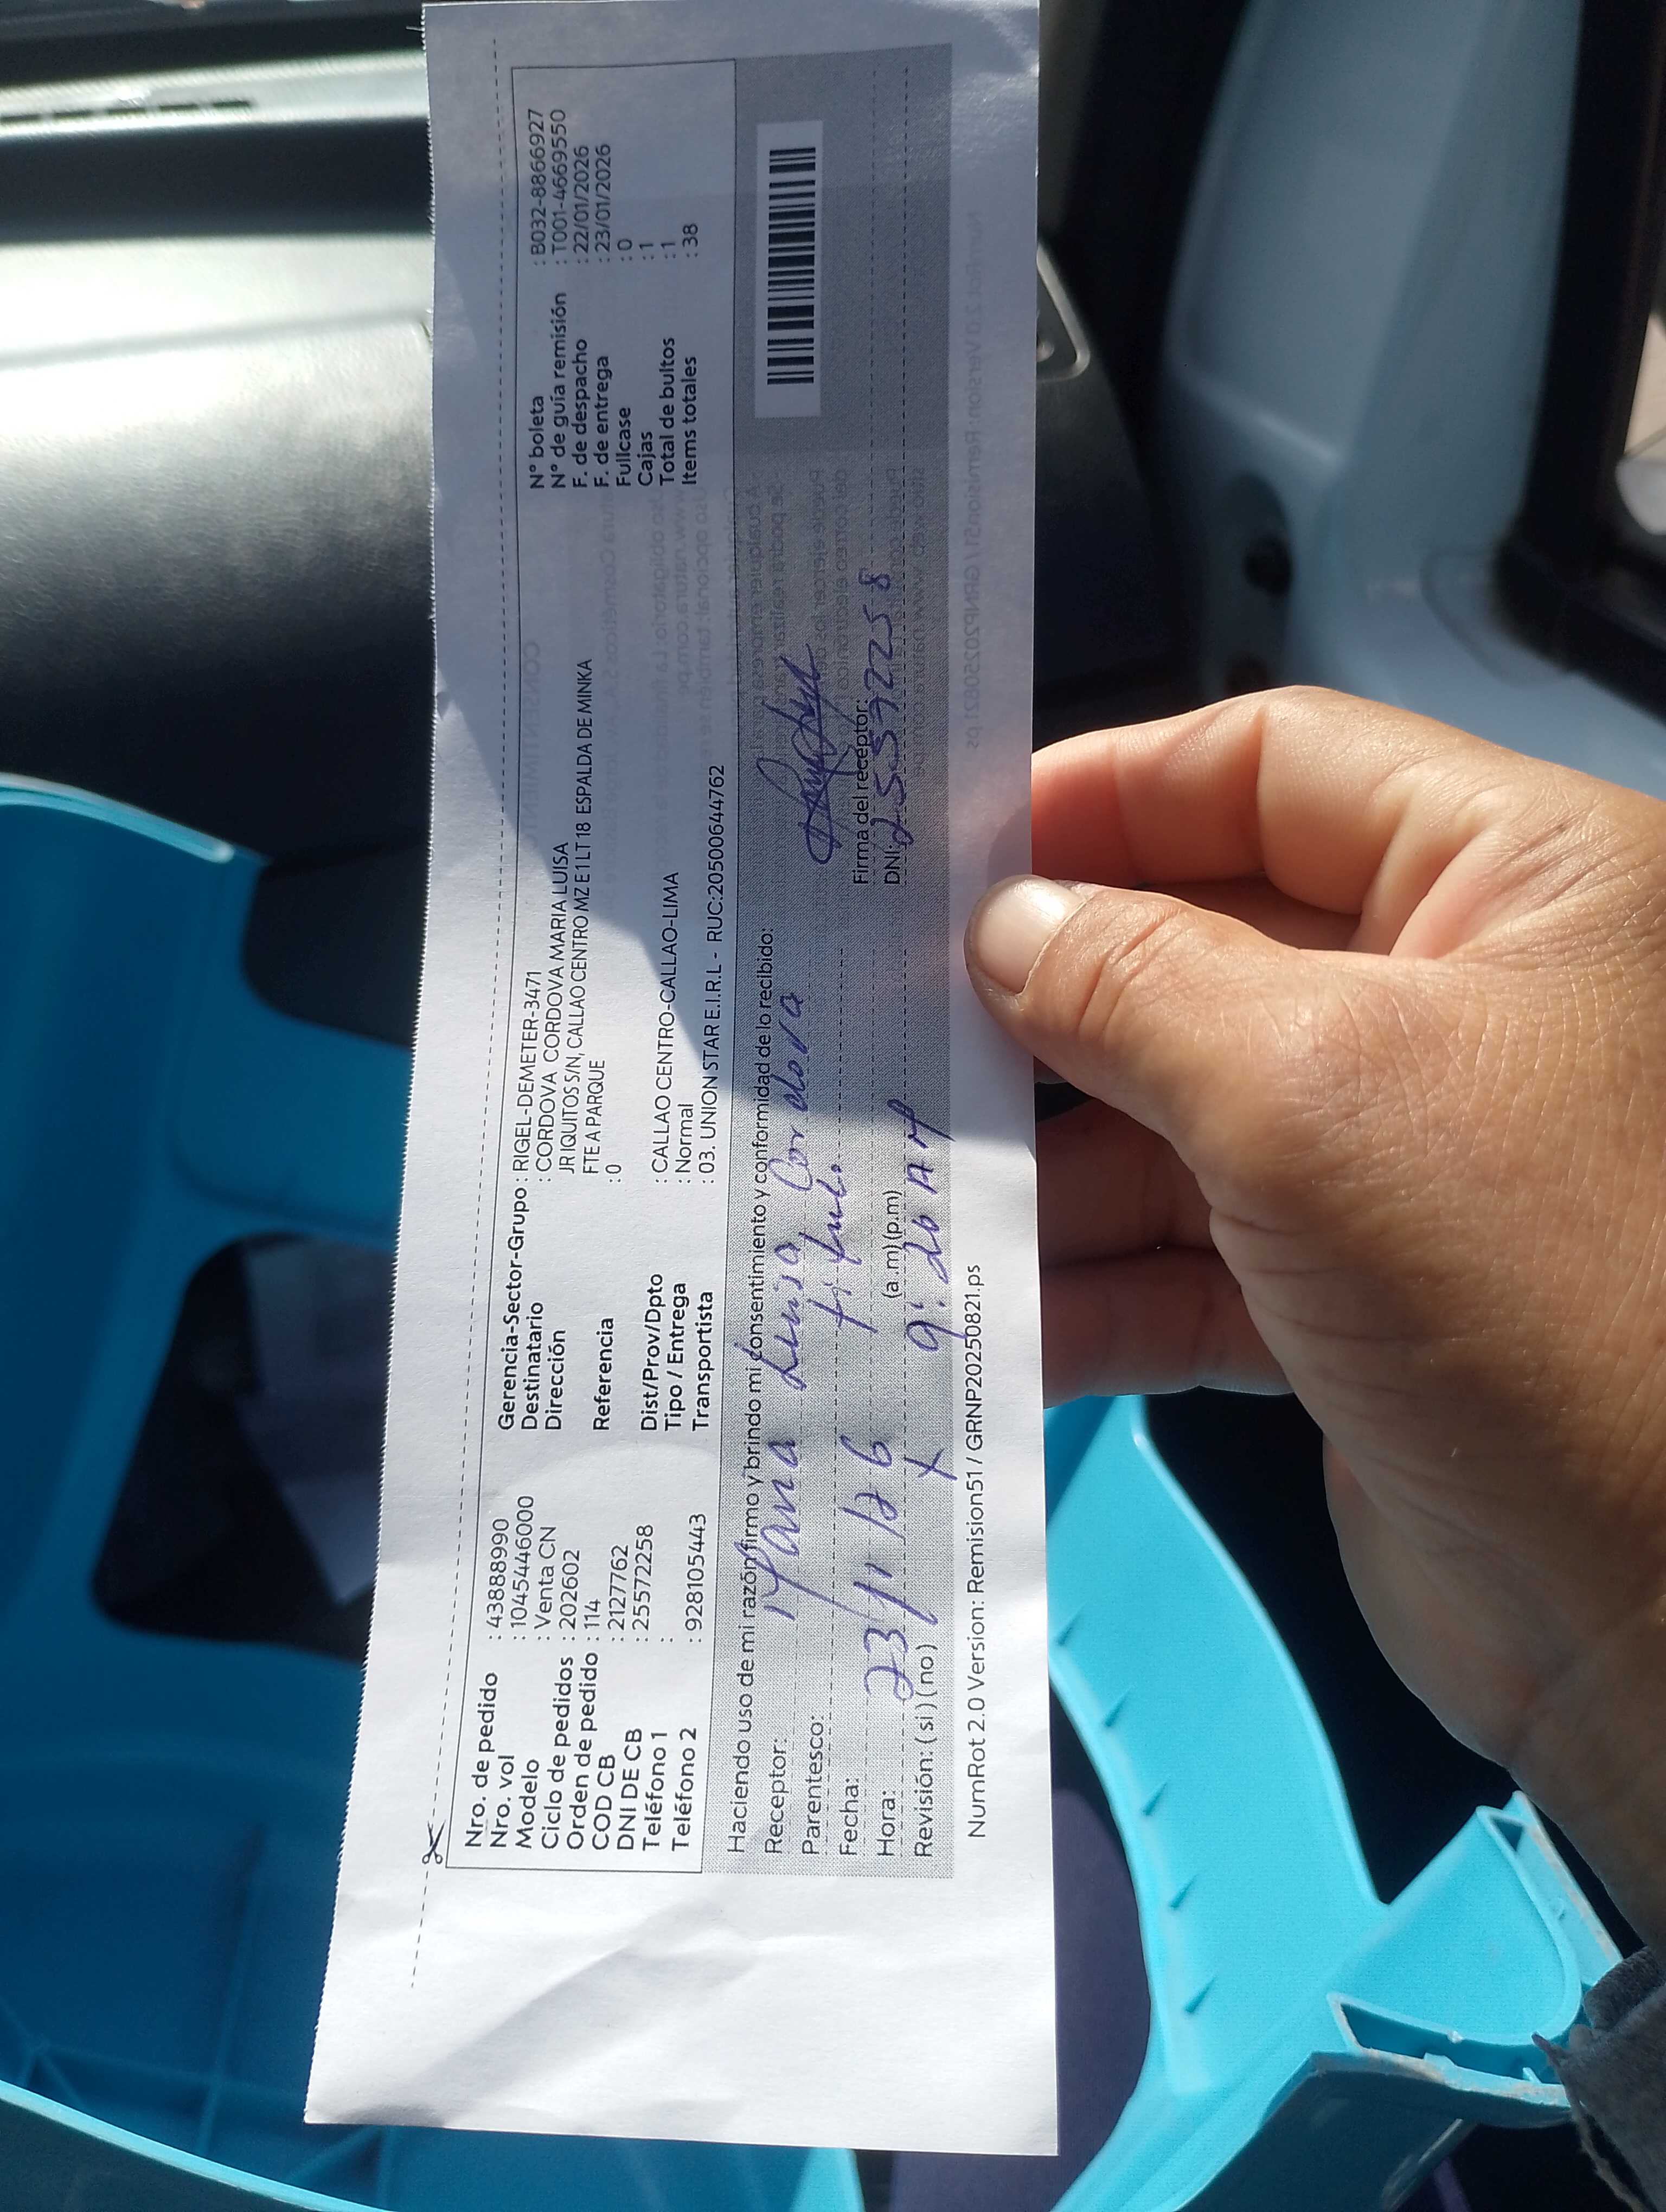 Nro. de pedido : 43888990
Nro. vol : 1045446000
Modelo : Venta CN
Ciclo de pedidos : 202602
Orden de pedido : 114
COD CB : 2127762
DNI DE CB : 25572258
Teléfono 1 :
Teléfono 2 : 928105443
Gerencia-Sector-Grupo : RIGEL-DEMETER-3471
Destinatario : CORDOVA CORDOVA MARIA LUISA
Dirección JR IQUITOS S/N, CALLAO CENTRO MZ E 1 LT 18 ESPALDA DE MINKA
FTE A PARQUE
Referencia : 0
Dist/Prov/Dpto : CALLAO CENTRO-CALLAO-LIMA
Tipo / Entrega : Normal
Transportista : 03. UNION STAR E.I.R.L - RUC:20500644762
N° boleta : B032-8866927
N° de guía remisión : T001-4669550
F. de despacho : 22/01/2026
F. de entrega : 23/01/2026
Fullcase : 0
Cajas : 1
Total de bultos : 1
Items totales : 38
Haciendo uso de mi razón firmo y brindo mi consentimiento y conformidad de lo recibido:
Receptor: Maria Luisa Cordova
Parentesco:
Fecha: 23/1/26
Hora: (a.m) (p.m) 9:20 AM
Revisión: (si) (no) X
Firma del receptor:
DNI: 25572258
NumRot 2.0 Version: Remision51 / GRNP20250821.ps